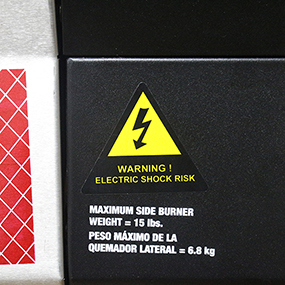 WARNING !
ELECTRIC SHOCK RISK
MAXIMUM SIDE BURNER
WEIGHT = 15 lbs.
PESO MÁXIMO DE LA
QUEMADOR LATERAL = 6.8 kg